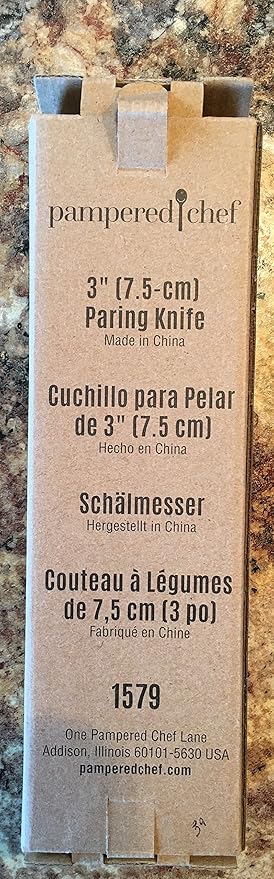 pampered chef
3" (7.5-cm)
Paring Knife
Made in China
Cuchillo para Pelar
de 3" (7.5 cm)
Hecho en China
Schälmesser
Hergestellt in China
Couteau à Légumes
de 7,5 cm (3 po)
Fabriqué en Chine
1579
One Pampered Chef Lane
Addison, Illinois 60101-5630 USA
pamperedchef.com